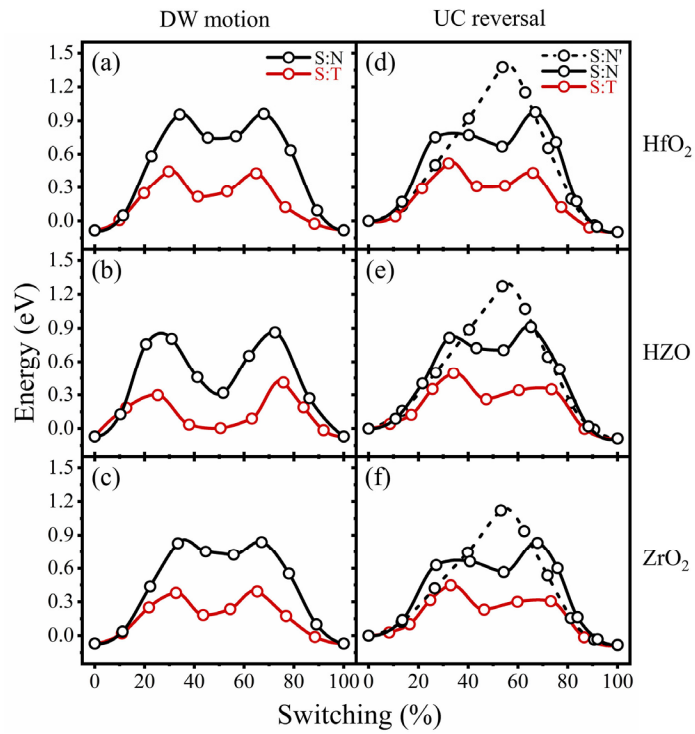 DW motion
UC reversal
(a)
S:N
S:T
1.5
1.2
0.9
0.6
0.3
0.0
(d)
S:N'
S:N
S:T
HfO₂
(b)
1.5
1.2
0.9
0.6
0.3
0.0
(e)
HZO
(c)
1.5
1.2
0.9
0.6
0.3
0.0
(f)
ZrO₂
Energy (eV)
0 20 40 60 80 100 0 20 40 60 80 100
Switching (%)